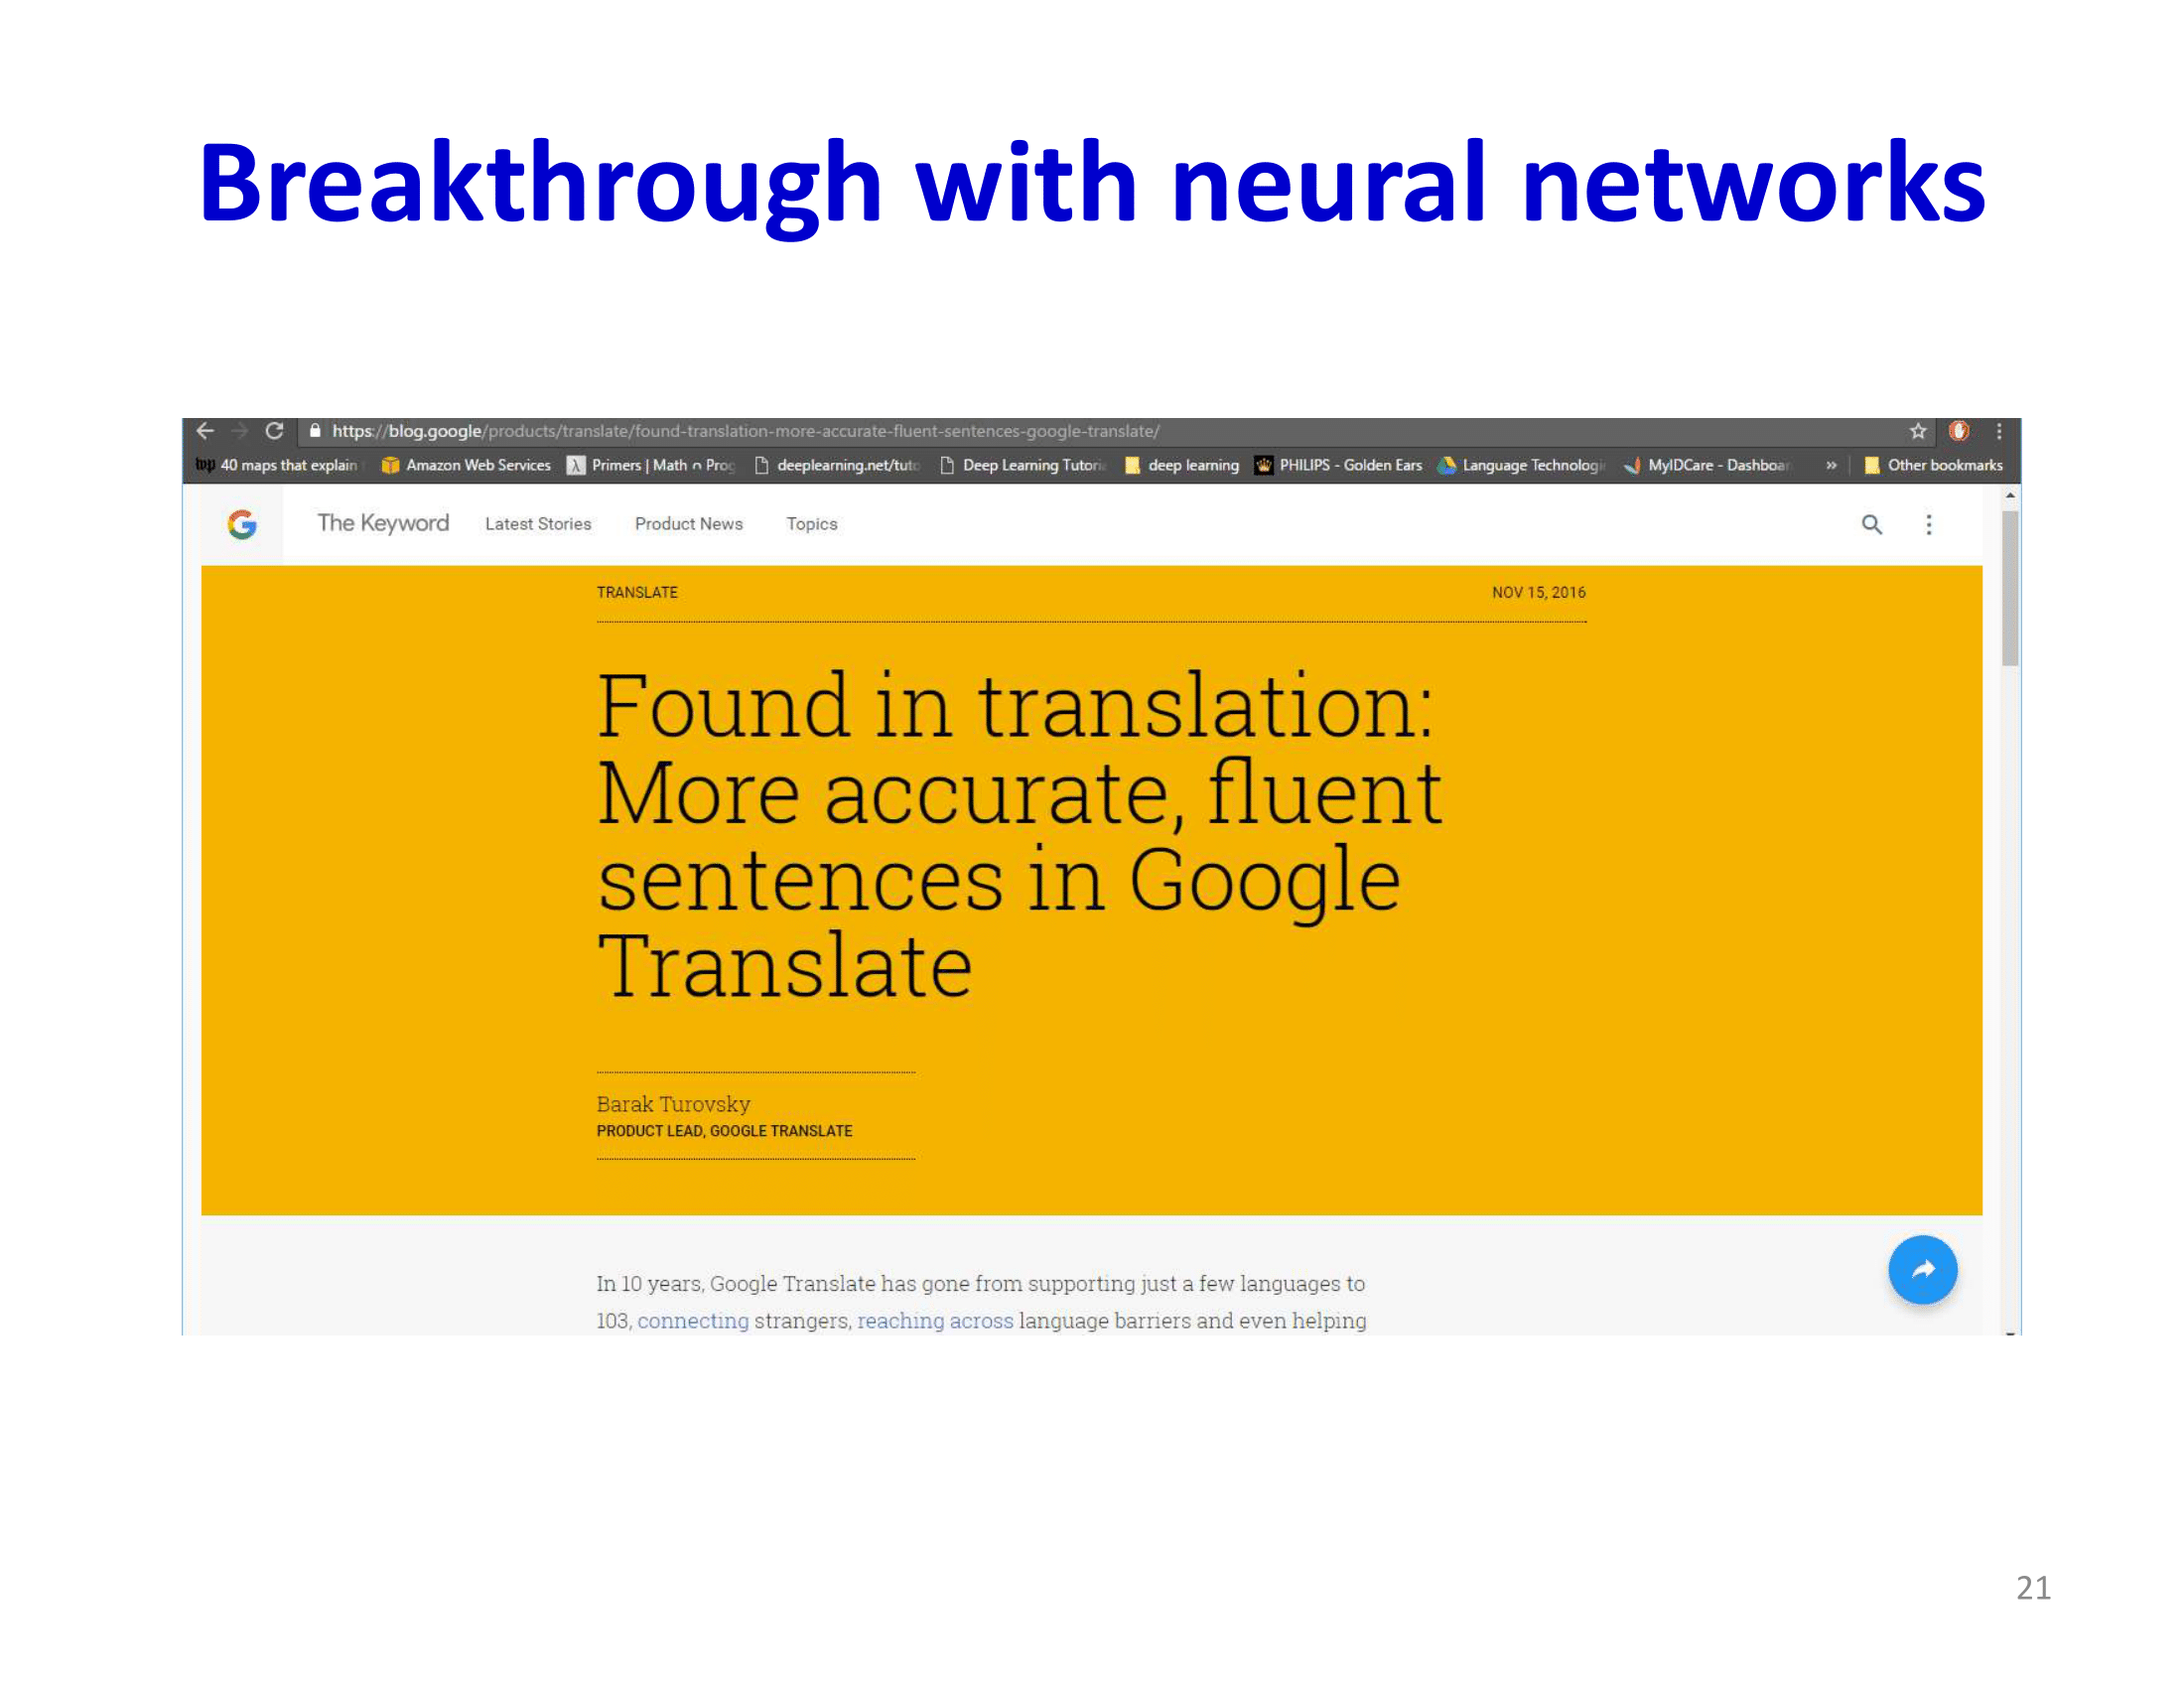 Breakthrough with neural networks
https://blog.google/products/translate/found-translation-more-accurate-fluent-sentences-google-translate/
40 maps that explain Amazon Web Services Primers | Math ∩ Prog deeplearning.net/tuto Deep Learning Tutori deep learning PHILIPS - Golden Ears Language Technologi MyIDCare - Dashboar » Other bookmarks
The Keyword Latest Stories Product News Topics
TRANSLATE NOV 15, 2016
Found in translation:
More accurate, fluent
sentences in Google
Translate
Barak Turovsky
PRODUCT LEAD, GOOGLE TRANSLATE
In 10 years, Google Translate has gone from supporting just a few languages to
103, connecting strangers, reaching across language barriers and even helping
21